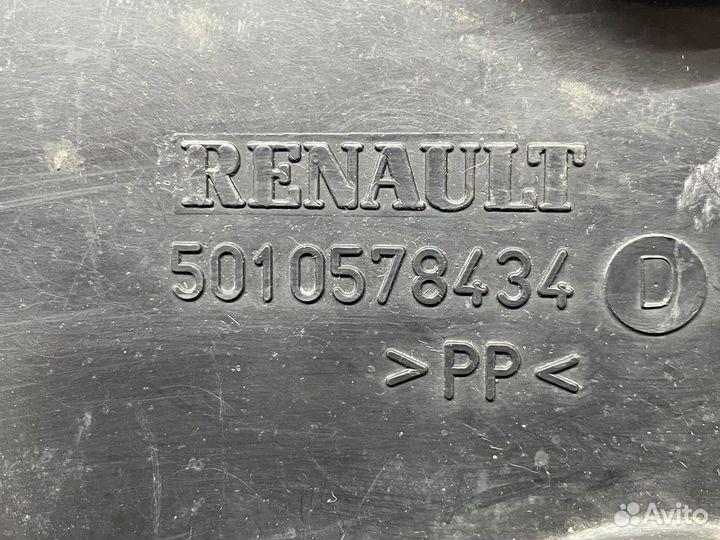 RENAULT
5010578434 D
>PP<
Avito